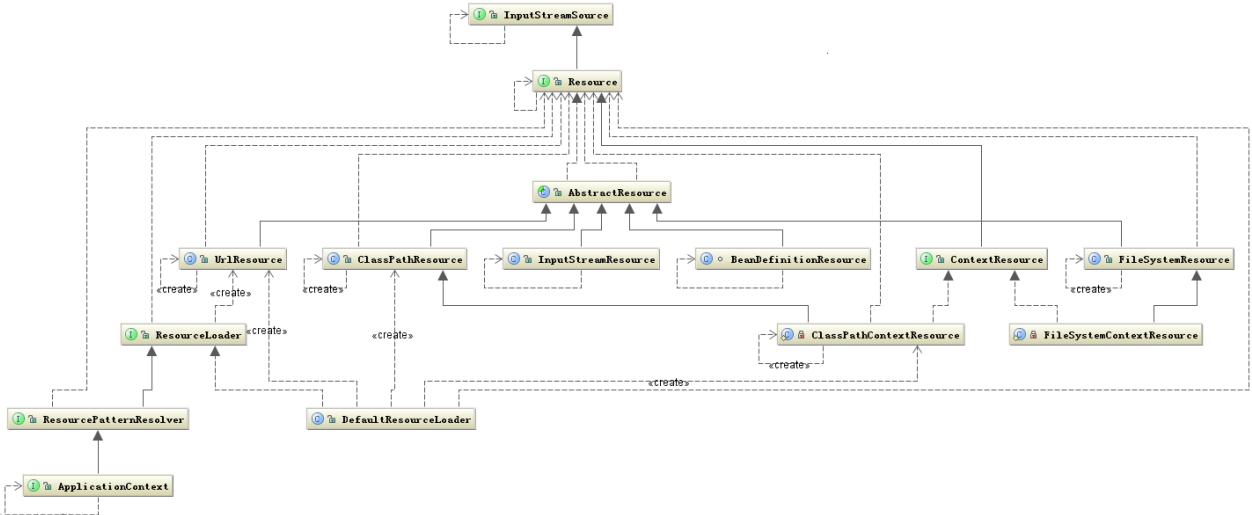 InputStreamSource
Resource
AbstractResource
UrlResource
ClassPathResource
InputStreamResource
BeanDefinitionResource
ContextResource
FileSystemResource
«create»
«create»
«create»
«create»
ResourceLoader
«create»
«create»
ClassPathContextResource
FileSystemContextResource
«create»
«create»
ResourcePatternResolver
DefaultResourceLoader
ApplicationContext